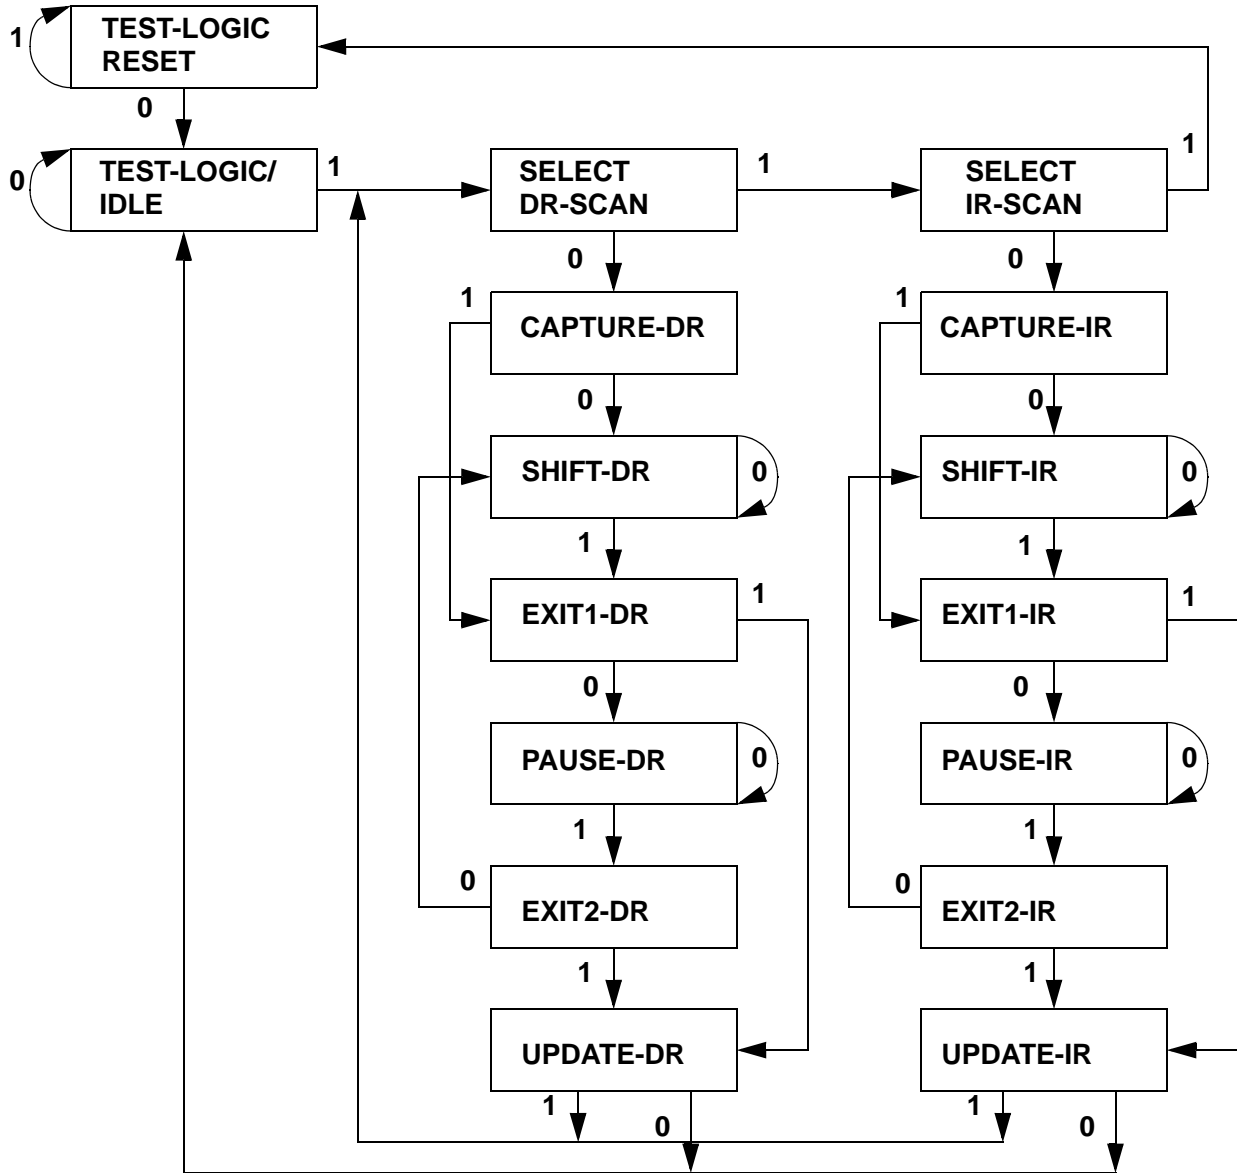 1
TEST-LOGIC
RESET
0
0
TEST-LOGIC/
IDLE
1
SELECT
DR-SCAN
1
SELECT
IR-SCAN
1
0
0
1
CAPTURE-DR
1
CAPTURE-IR
0
0
SHIFT-DR
0
SHIFT-IR
0
1
1
EXIT1-DR
1
EXIT1-IR
1
0
0
PAUSE-DR
0
PAUSE-IR
0
1
1
0
EXIT2-DR
0
EXIT2-IR
1
1
UPDATE-DR
UPDATE-IR
1
0
1
0